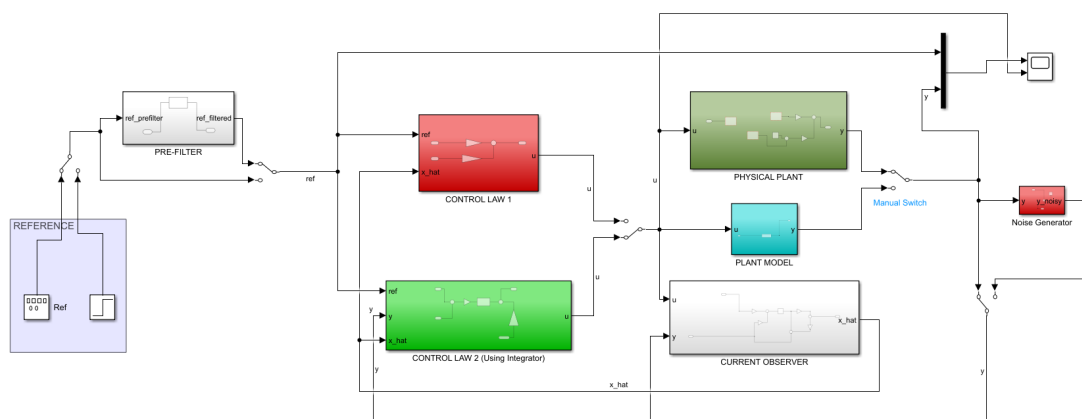 ref_prefilter
ref_filtered
PRE-FILTER
ref
REFERENCE
Ref
ref
x_hat
u
CONTROL LAW 1
u
u
ref
y
x_hat
u
y
y
CONTROL LAW 2 (Using Integrator)
x_hat
u
u
y
PHYSICAL PLANT
Manual Switch
u
y
PLANT MODEL
u
y
x_hat
CURRENT OBSERVER
y
y
y_noisy
Noise Generator
y